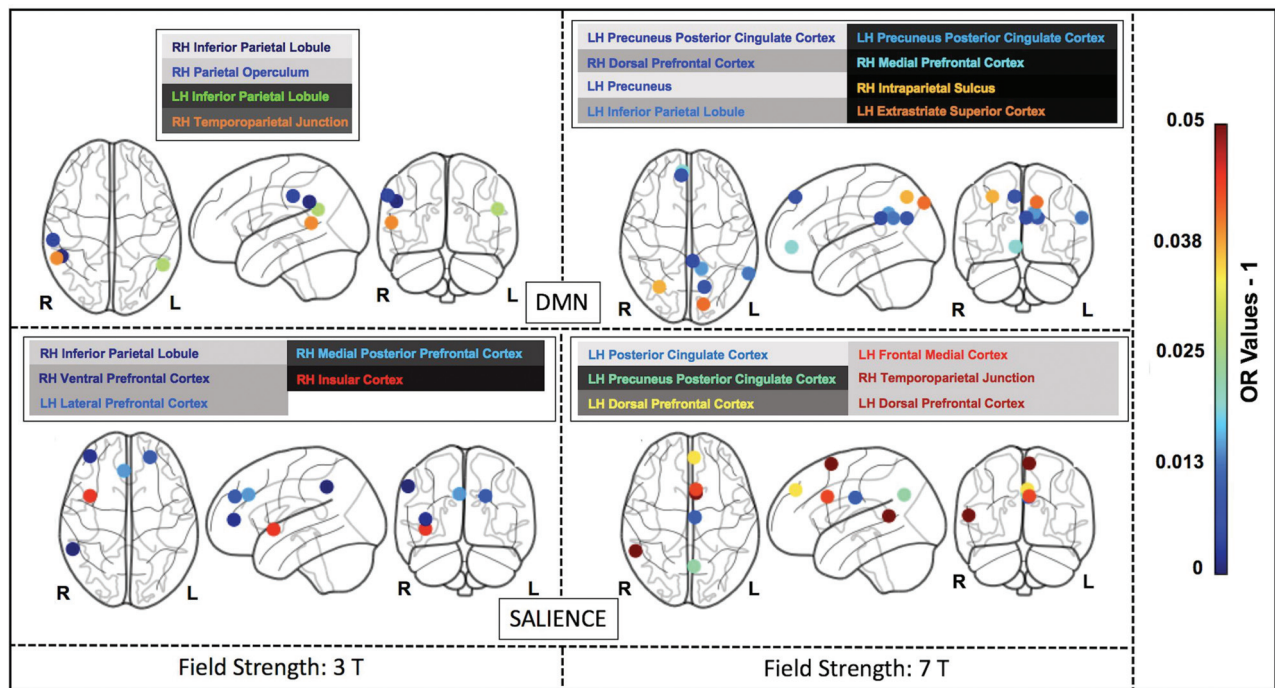 RH Inferior Parietal Lobule
RH Parietal Operculum
LH Inferior Parietal Lobule
RH Temporoparietal Junction
R
L
R
L
LH Precuneus Posterior Cingulate Cortex
RH Dorsal Prefrontal Cortex
LH Precuneus
LH Inferior Parietal Lobule
LH Precuneus Posterior Cingulate Cortex
RH Medial Prefrontal Cortex
RH Intraparietal Sulcus
LH Extrastriate Superior Cortex
R
L
R
L
DMN
RH Inferior Parietal Lobule
RH Ventral Prefrontal Cortex
LH Lateral Prefrontal Cortex
RH Medial Posterior Prefrontal Cortex
RH Insular Cortex
R
L
R
L
LH Posterior Cingulate Cortex
LH Precuneus Posterior Cingulate Cortex
LH Dorsal Prefrontal Cortex
LH Frontal Medial Cortex
RH Temporoparietal Junction
LH Dorsal Prefrontal Cortex
R
L
R
L
SALIENCE
Field Strength: 3 T
Field Strength: 7 T
0.05
0.038
0.025
0.013
0
OR Values - 1